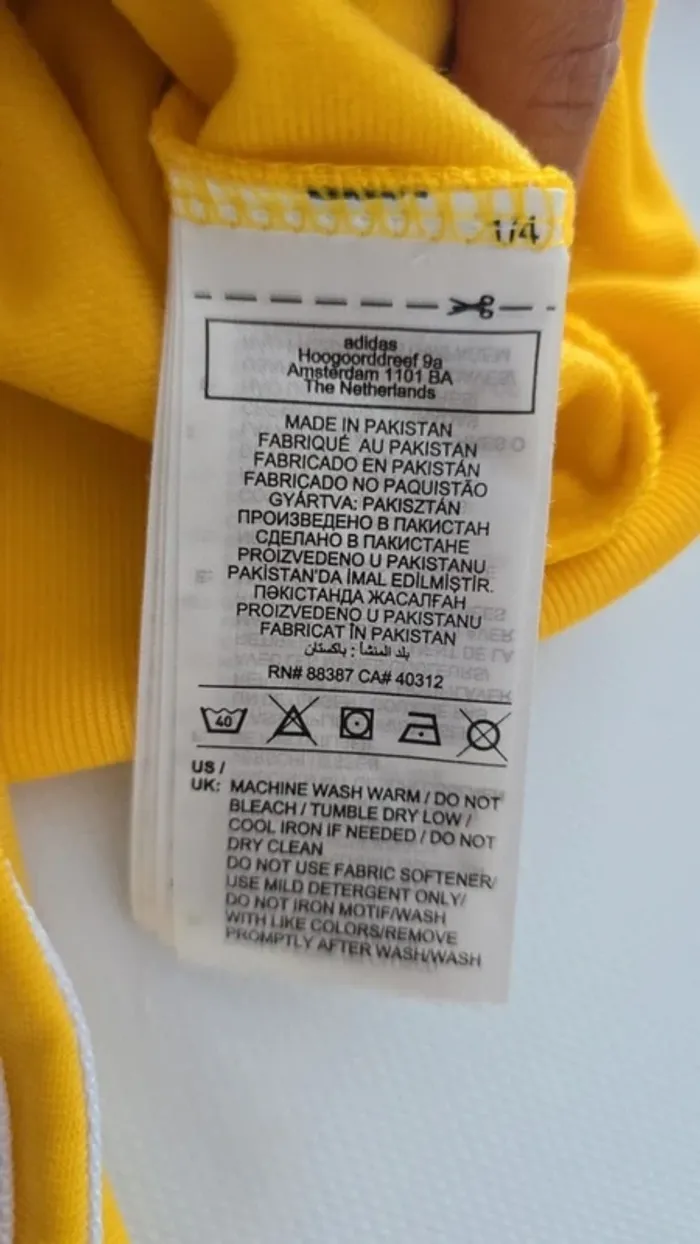 1/4
adidas
Hoogoorddreef 9a
Amsterdam 1101 BA
The Netherlands
MADE IN PAKISTAN
FABRIQUÉ AU PAKISTAN
FABRICADO EN PAKISTÁN
FABRICADO NO PAQUISTÃO
GYÁRTVA: PAKISZTÁN
ПРОИЗВЕДЕНО В ПАКИСТАН
СДЕЛАНО В ПАКИСТАНЕ
PROIZVEDENO U PAKISTANU
PAKİSTAN'DA İMAL EDİLMİŞTİR.
ПӘКІСТАНДА ЖАСАЛҒАН
PROIZVEDENO U PAKISTANU
FABRICAT ÎN PAKISTAN
بلد المنشأ : باكستان
RN# 88387 CA# 40312
40
US /
UK: MACHINE WASH WARM / DO NOT
BLEACH / TUMBLE DRY LOW /
COOL IRON IF NEEDED / DO NOT
DRY CLEAN
DO NOT USE FABRIC SOFTENER/
USE MILD DETERGENT ONLY/
DO NOT IRON MOTIF/WASH
WITH LIKE COLORS/REMOVE
PROMPTLY AFTER WASH/WASH